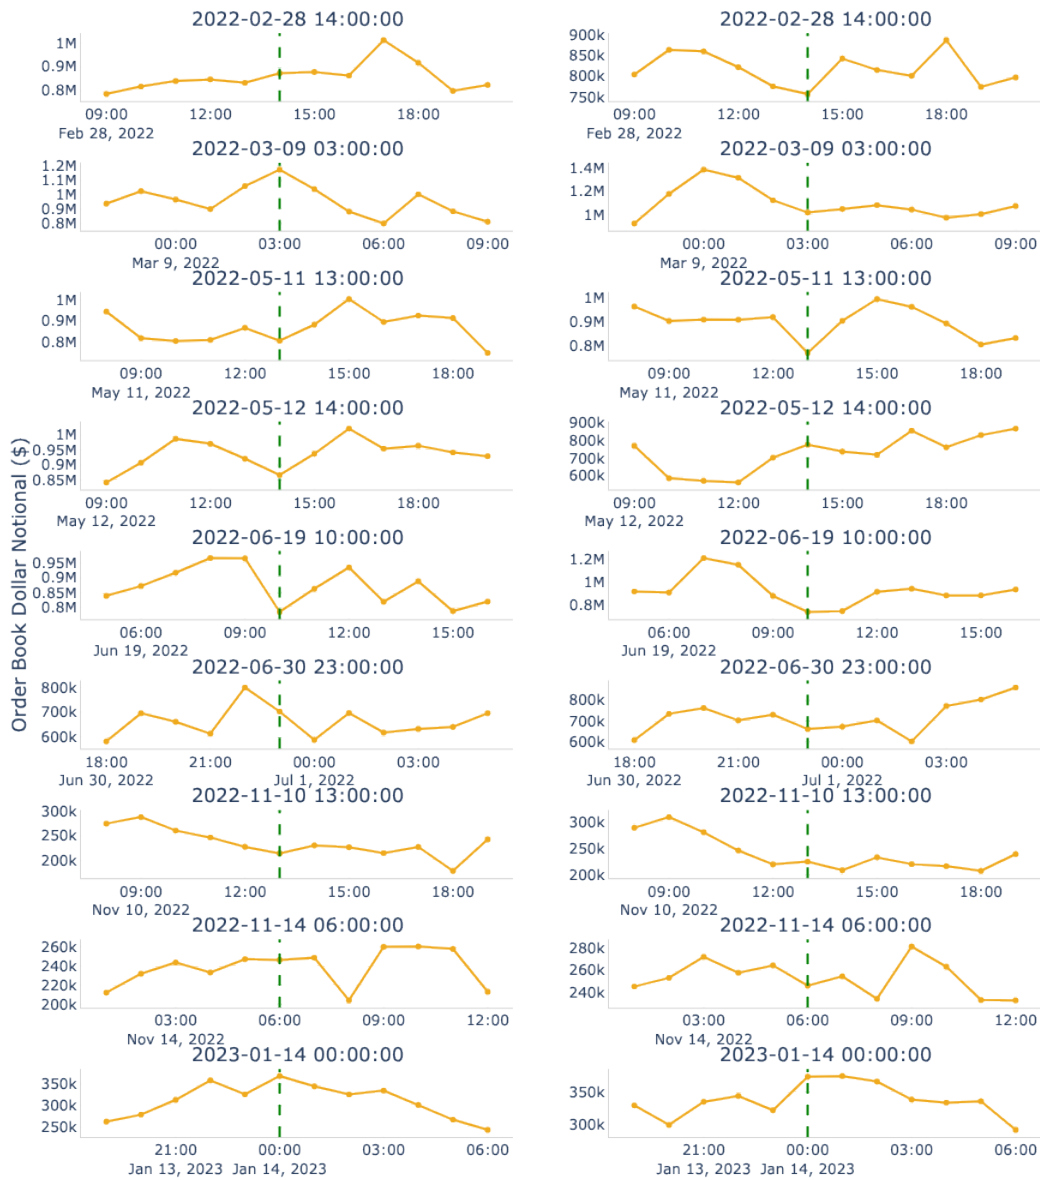 2022-02-28 14:00:00
1M
0.9M
0.8M
09:00 12:00 15:00 18:00
Feb 28, 2022
2022-02-28 14:00:00
900k
850k
800k
750k
09:00 12:00 15:00 18:00
Feb 28, 2022
2022-03-09 03:00:00
1.2M
1.1M
1M
0.9M
0.8M
00:00 03:00 06:00 09:00
Mar 9, 2022
2022-03-09 03:00:00
1.4M
1.2M
1M
00:00 03:00 06:00 09:00
Mar 9, 2022
2022-05-11 13:00:00
1M
0.9M
0.8M
09:00 12:00 15:00 18:00
May 11, 2022
2022-05-11 13:00:00
1M
0.9M
0.8M
09:00 12:00 15:00 18:00
May 11, 2022
Order Book Dollar Notional ($)
2022-05-12 14:00:00
1M
0.95M
0.9M
0.85M
09:00 12:00 15:00 18:00
May 12, 2022
2022-05-12 14:00:00
900k
800k
700k
600k
09:00 12:00 15:00 18:00
May 12, 2022
2022-06-19 10:00:00
0.95M
0.9M
0.85M
0.8M
06:00 09:00 12:00 15:00
Jun 19, 2022
2022-06-19 10:00:00
1.2M
1M
0.8M
06:00 09:00 12:00 15:00
Jun 19, 2022
2022-06-30 23:00:00
800k
700k
600k
18:00 21:00 00:00 03:00
Jun 30, 2022 Jul 1, 2022
2022-06-30 23:00:00
800k
700k
600k
18:00 21:00 00:00 03:00
Jun 30, 2022 Jul 1, 2022
2022-11-10 13:00:00
300k
250k
200k
09:00 12:00 15:00 18:00
Nov 10, 2022
2022-11-10 13:00:00
300k
250k
200k
09:00 12:00 15:00 18:00
Nov 10, 2022
2022-11-14 06:00:00
260k
240k
220k
200k
03:00 06:00 09:00 12:00
Nov 14, 2022
2022-11-14 06:00:00
280k
260k
240k
03:00 06:00 09:00 12:00
Nov 14, 2022
2023-01-14 00:00:00
350k
300k
250k
21:00 00:00 03:00 06:00
Jan 13, 2023 Jan 14, 2023
2023-01-14 00:00:00
350k
300k
21:00 00:00 03:00 06:00
Jan 13, 2023 Jan 14, 2023